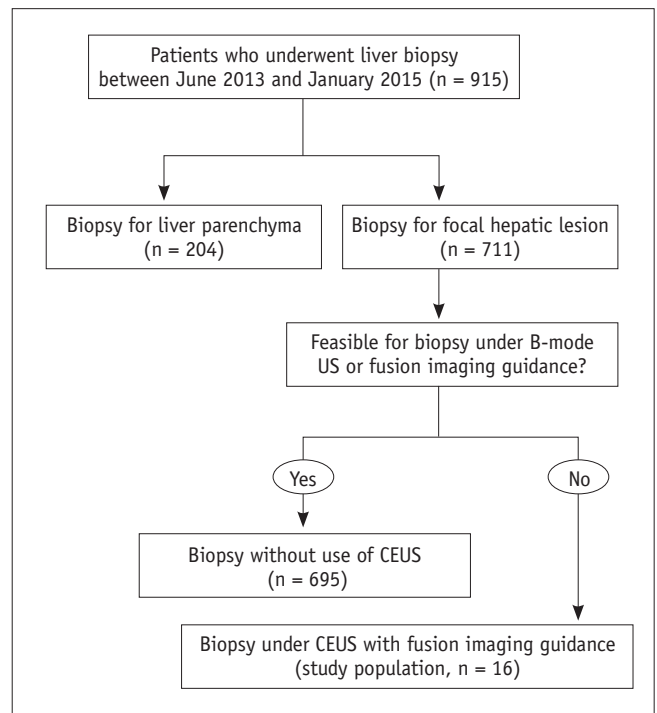 Patients who underwent liver biopsy
between June 2013 and January 2015 (n = 915)
Biopsy for liver parenchyma
(n = 204)
Biopsy for focal hepatic lesion
(n = 711)
Feasible for biopsy under B-mode
US or fusion imaging guidance?
Yes
No
Biopsy without use of CEUS
(n = 695)
Biopsy under CEUS with fusion imaging guidance
(study population, n = 16)